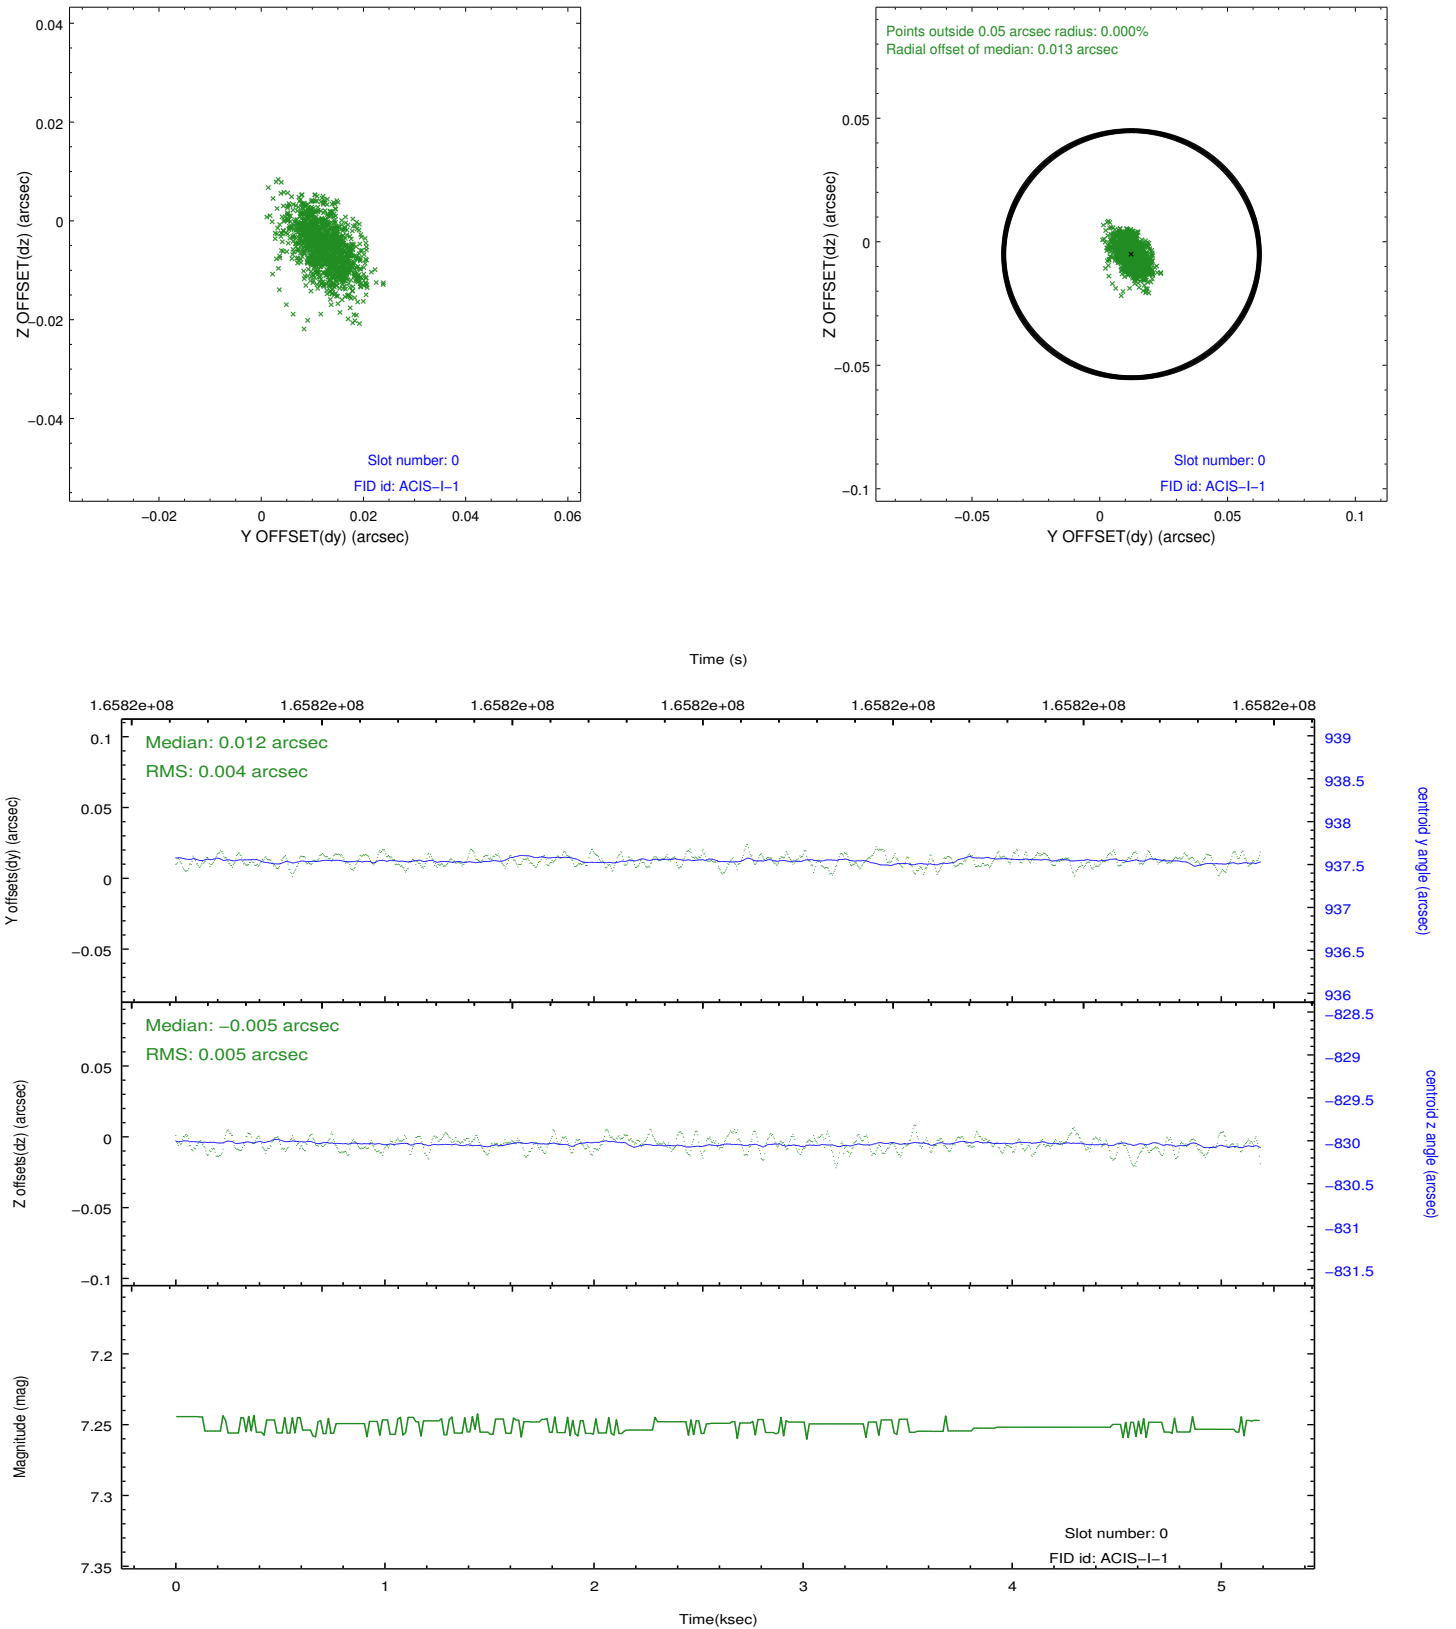 0.04
0.02
0
−0.02
−0.04
Z OFFSET(dz) (arcsec)
Slot number: 0
FID id: ACIS−I−1
−0.02 0 0.02 0.04 0.06
Y OFFSET(dy) (arcsec)
Points outside 0.05 arcsec radius: 0.000%
Radial offset of median: 0.013 arcsec
0.05
0
−0.05
−0.1
Z OFFSET(dz) (arcsec)
Slot number: 0
FID id: ACIS−I−1
−0.05 0 0.05 0.1
Y OFFSET(dy) (arcsec)
Time (s)
1.6582e+08 1.6582e+08 1.6582e+08 1.6582e+08 1.6582e+08 1.6582e+08 1.6582e+08
Median: 0.012 arcsec
RMS: 0.004 arcsec
0.1
0.05
0
−0.05
Y offsets(dy) (arcsec)
939
938.5
938
937.5
937
936.5
936
centroid y angle (arcsec)
Median: −0.005 arcsec
RMS: 0.005 arcsec
0.05
0
−0.05
−0.1
Z offsets(dz) (arcsec)
−828.5
−829
−829.5
−830
−830.5
−831
−831.5
centroid z angle (arcsec)
7.2
7.25
7.3
7.35
Magnitude (mag)
Slot number: 0
FID id: ACIS−I−1
0 1 2 3 4 5
Time(ksec)